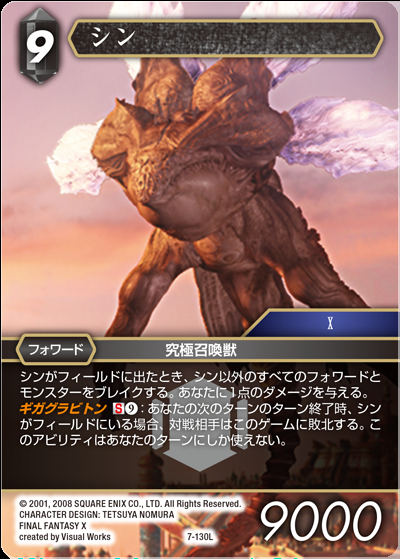 9
シン
X
フォワード
究極召喚獣
シンがフィールドに出たとき、シン以外のすべてのフォワードと
モンスターをブレイクする。あなたに1点のダメージを与える。
ギガグラビトン S9：あなたの次のターンのターン終了時、シン
がフィールドにいる場合、対戦相手はこのゲームに敗北する。こ
のアビリティはあなたのターンにしか使えない。
© 2001, 2008 SQUARE ENIX CO., LTD. All Rights Reserved.
CHARACTER DESIGN: TETSUYA NOMURA
FINAL FANTASY X
created by Visual Works
7-130L
9000